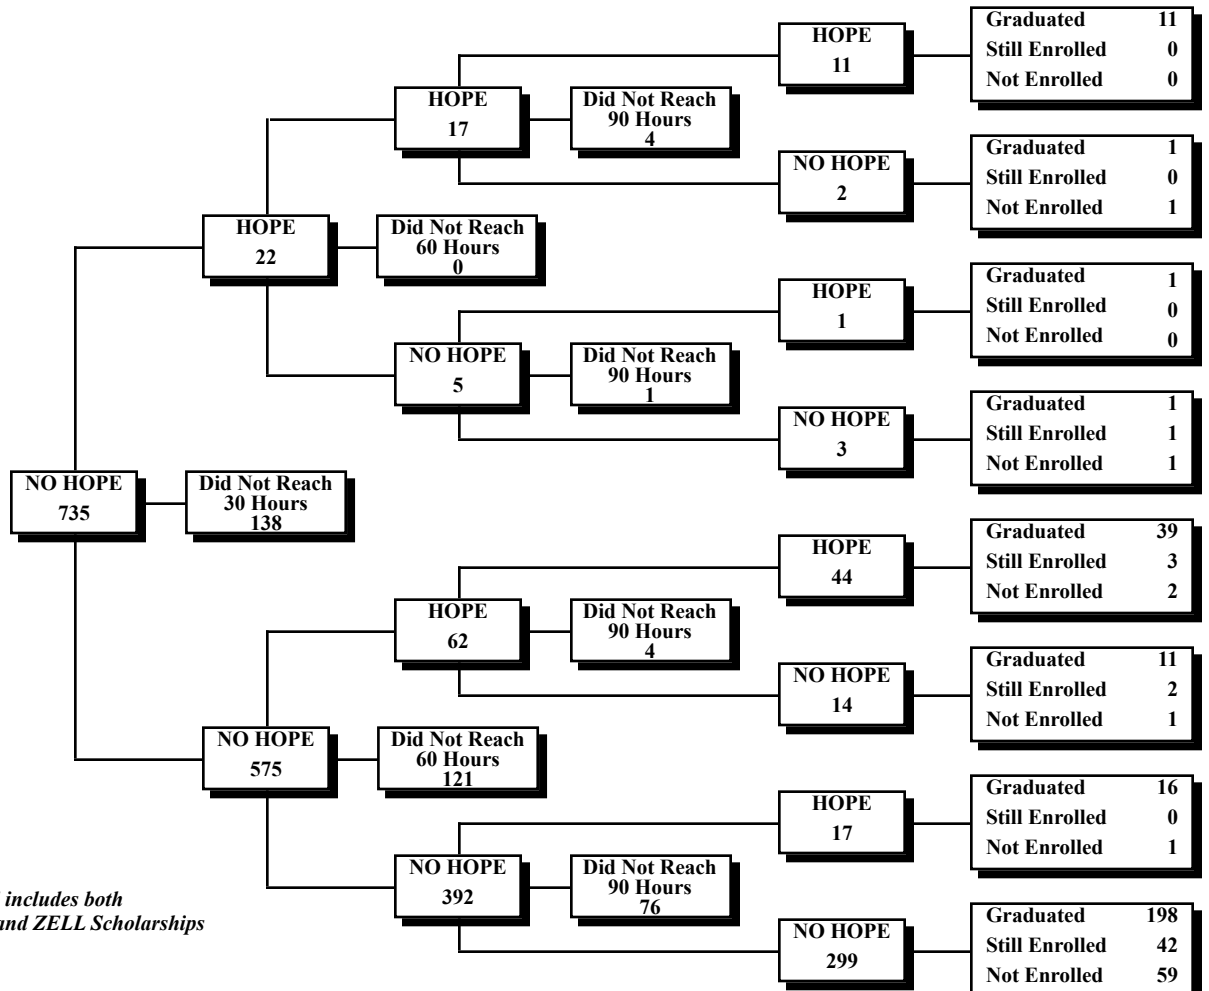 HOPE
11
Graduated 11
Still Enrolled 0
Not Enrolled 0
HOPE
17
Did Not Reach
90 Hours
4
NO HOPE
2
Graduated 1
Still Enrolled 0
Not Enrolled 1
HOPE
22
Did Not Reach
60 Hours
0
HOPE
1
Graduated 1
Still Enrolled 0
Not Enrolled 0
NO HOPE
5
Did Not Reach
90 Hours
1
NO HOPE
3
Graduated 1
Still Enrolled 1
Not Enrolled 1
NO HOPE
735
Did Not Reach
30 Hours
138
HOPE
44
Graduated 39
Still Enrolled 3
Not Enrolled 2
HOPE
62
Did Not Reach
90 Hours
4
NO HOPE
14
Graduated 11
Still Enrolled 2
Not Enrolled 1
NO HOPE
575
Did Not Reach
60 Hours
121
HOPE
17
Graduated 16
Still Enrolled 0
Not Enrolled 1
NO HOPE
392
Did Not Reach
90 Hours
76
NO HOPE
299
Graduated 198
Still Enrolled 42
Not Enrolled 59
includes both
and ZELL Scholarships